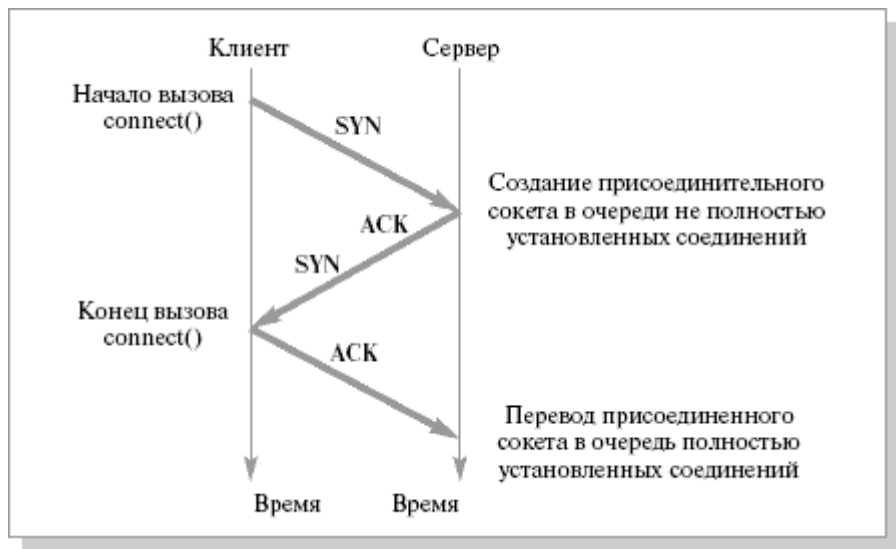 Клиент
Сервер
Начало вызова
connect()
SYN
Создание присоединительного
сокета в очереди не полностью
установленных соединений
ACK
SYN
Конец вызова
connect()
ACK
Перевод присоединенного
сокета в очередь полностью
установленных соединений
Время
Время